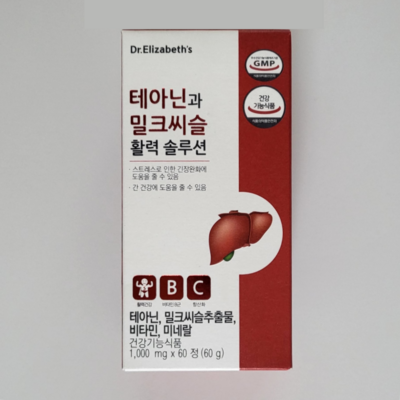 Dr.Elizabeth's
GMP
테아닌과
밀크씨슬
활력 솔루션
건강
기능식품
· 스트레스로 인한 긴장완화에
도움을 줄 수 있음
· 간 건강에 도움을 줄 수 있음
B C
활력건강
테아닌, 밀크씨슬추출물,
비타민, 미네랄
건강기능식품
1,000 mg x 60 정 (60 g)